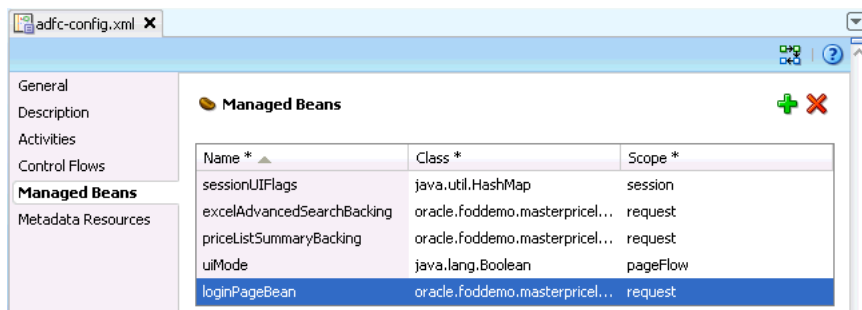 adfc-config.xml
General
Description
Activities
Control Flows
Managed Beans
Metadata Resources
Managed Beans
Name * Class * Scope *
sessionUIFlags java.util.HashMap session
excelAdvancedSearchBacking oracle.foddemo.masterpricel... request
priceListSummaryBacking oracle.foddemo.masterpricel... request
uiMode java.lang.Boolean pageFlow
loginPageBean oracle.foddemo.masterpricel... request